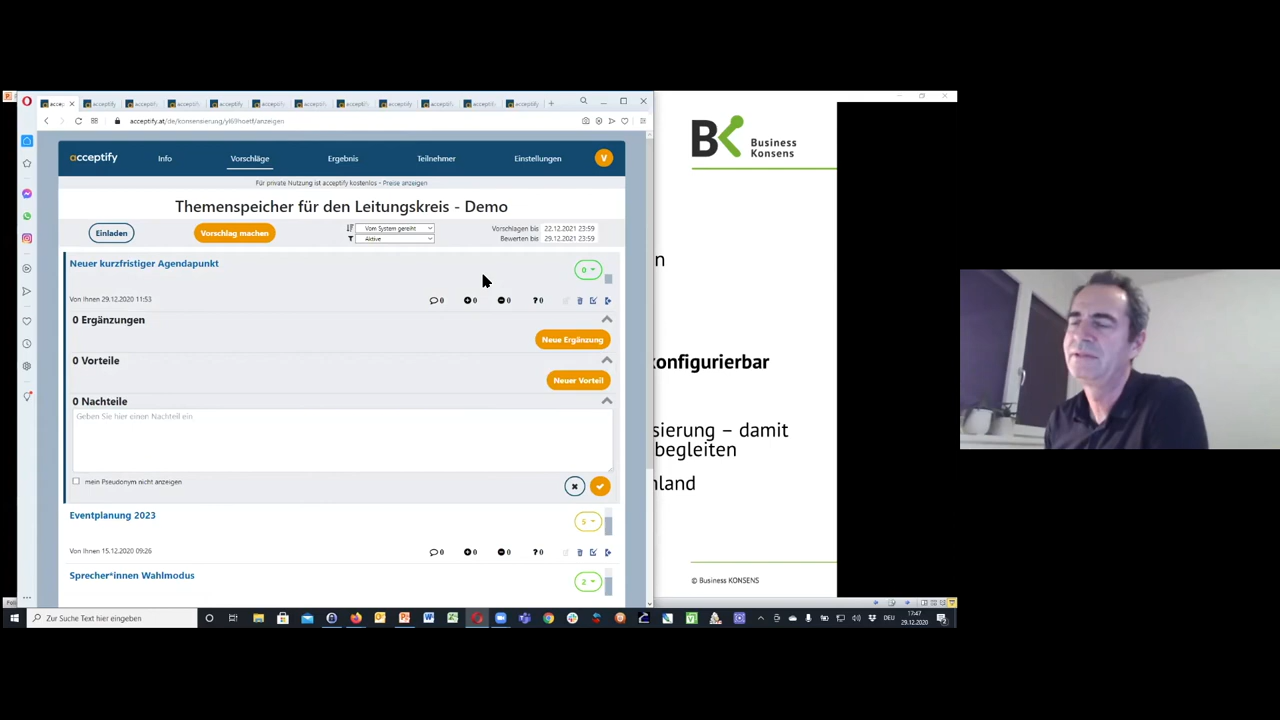 acceptify.at/de/konsensierung/yl69hoetf/anzeigen
acceptify Info Vorschläge Ergebnis Teilnehmer Einstellungen V
Für private Nutzung ist acceptify kostenlos - Preise anzeigen
Themenspeicher für den Leitungskreis - Demo
Einladen Vorschlag machen Vom System gereiht Vorschlagen bis 22.12.2021 23:59
Aktive Bewerten bis 29.12.2021 23:59
Neuer kurzfristiger Agendapunkt 0
Von Ihnen 29.12.2020 11:53 0 0 0 ? 0
0 Ergänzungen
Neue Ergänzung
0 Vorteile
Neuer Vorteil
0 Nachteile
Geben Sie hier einen Nachteil ein
mein Pseudonym nicht anzeigen
Eventplanung 2023 5
Von Ihnen 15.12.2020 09:26 0 0 0 ? 0
Sprecher*innen Wahlmodus 2
BK Business
Konsens
en
konfigurierbar
sierung – damit
begleiten
nland
© Business KONSENS
Zur Suche Text hier eingeben
DEU 17:47
29.12.2020